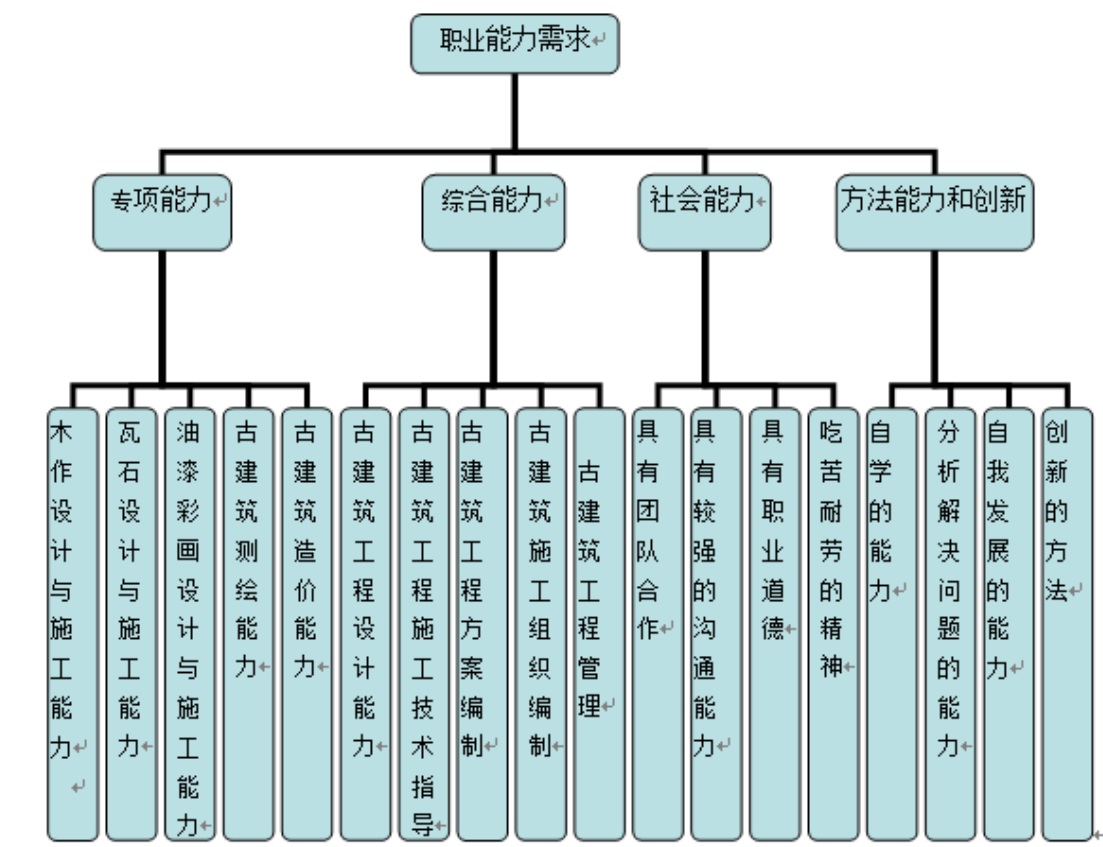 职业能力需求
专项能力
综合能力
社会能力
方法能力和创新
木作设计与施工能力
瓦石设计与施工能力
油漆彩画设计与施工能力
古建筑测绘能力
古建筑造价能力
古建筑工程设计能力
古建筑工程施工技术指导
古建筑工程方案编制
古建筑施工组织编制
古建筑工程管理
具有团队合作
具有较强的沟通能力
具有职业道德
吃苦耐劳的精神
自学的能力
分析解决问题的能力
自我发展的能力
创新的方法